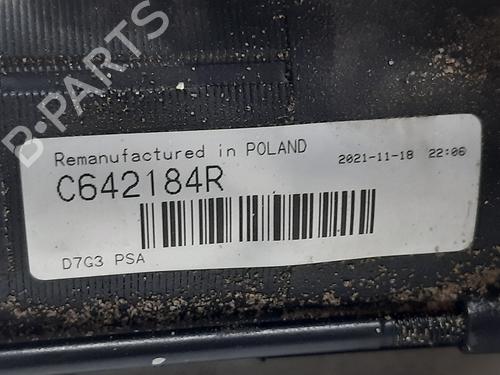 B-PARTS
Remanufactured in POLAND
2021-11-18 22:06
C642184R
D7G3 PSA